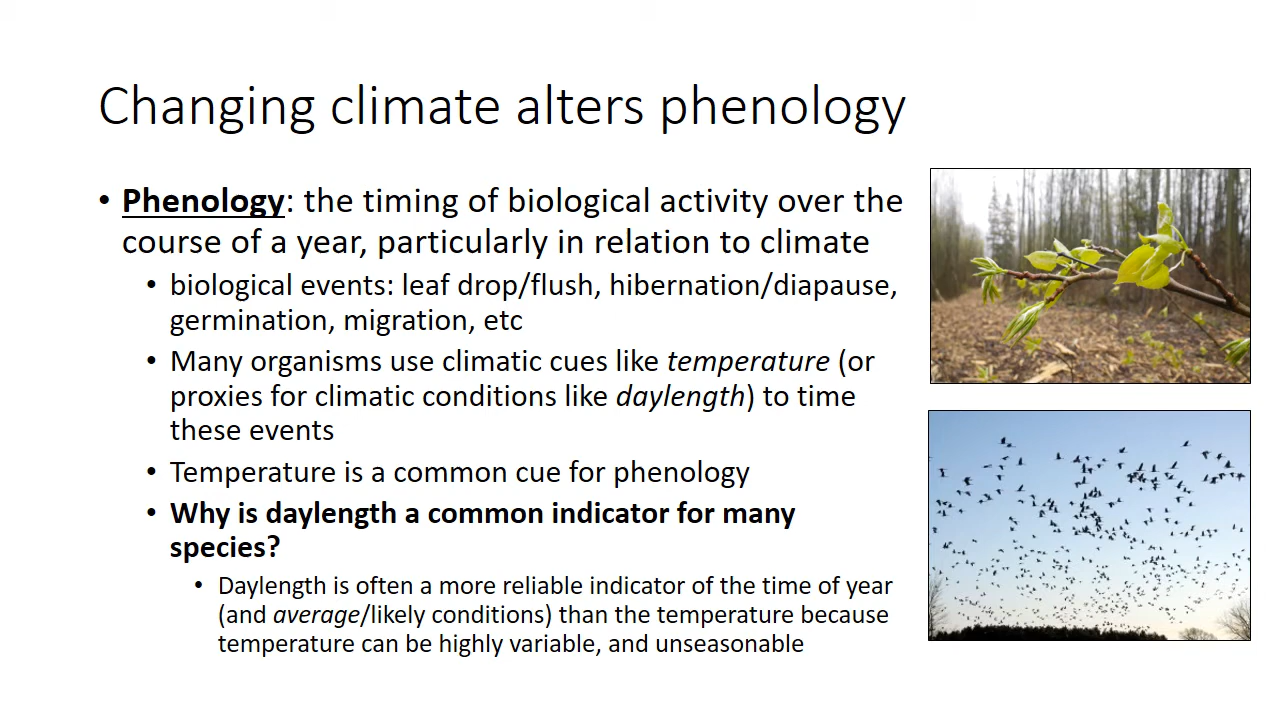 Changing climate alters phenology
• Phenology: the timing of biological activity over the
course of a year, particularly in relation to climate
• biological events: leaf drop/flush, hibernation/diapause,
germination, migration, etc
• Many organisms use climatic cues like temperature (or
proxies for climatic conditions like daylength) to time
these events
• Temperature is a common cue for phenology
• Why is daylength a common indicator for many
species?
• Daylength is often a more reliable indicator of the time of year
(and average/likely conditions) than the temperature because
temperature can be highly variable, and unseasonable